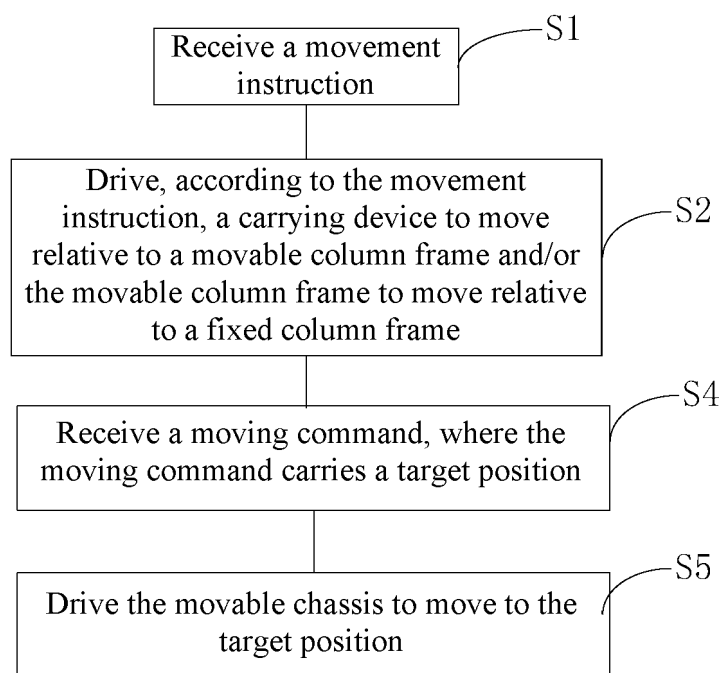 S1
Receive a movement
instruction
Drive, according to the movement
instruction, a carrying device to move
relative to a movable column frame and/or
the movable column frame to move relative
to a fixed column frame
S2
S4
Receive a moving command, where the
moving command carries a target position
S5
Drive the movable chassis to move to the
target position